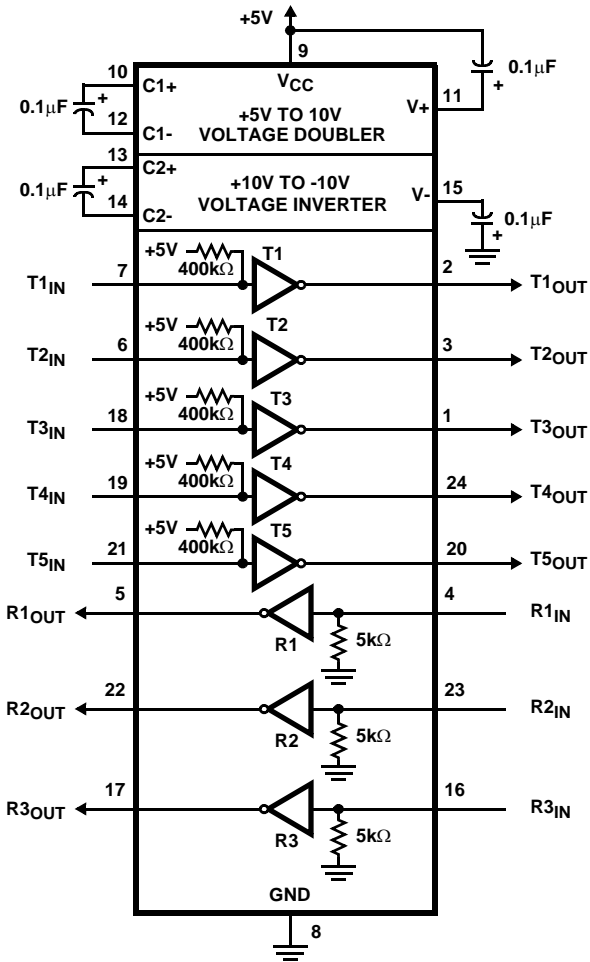 +5V
9
VCC
10
C1+
0.1µF
+
12
C1-
+5V TO 10V
VOLTAGE DOUBLER
V+
11
+
0.1µF
13
C2+
0.1µF
+
14
C2-
+10V TO -10V
VOLTAGE INVERTER
V-
15
0.1µF
+
T1IN
7
+5V
400kΩ
T1
2
T1OUT
T2IN
6
+5V
400kΩ
T2
3
T2OUT
T3IN
18
+5V
400kΩ
T3
1
T3OUT
T4IN
19
+5V
400kΩ
T4
24
T4OUT
T5IN
21
+5V
400kΩ
T5
20
T5OUT
R1OUT
5
R1
5kΩ
4
R1IN
R2OUT
22
R2
5kΩ
23
R2IN
R3OUT
17
R3
5kΩ
16
R3IN
GND
8